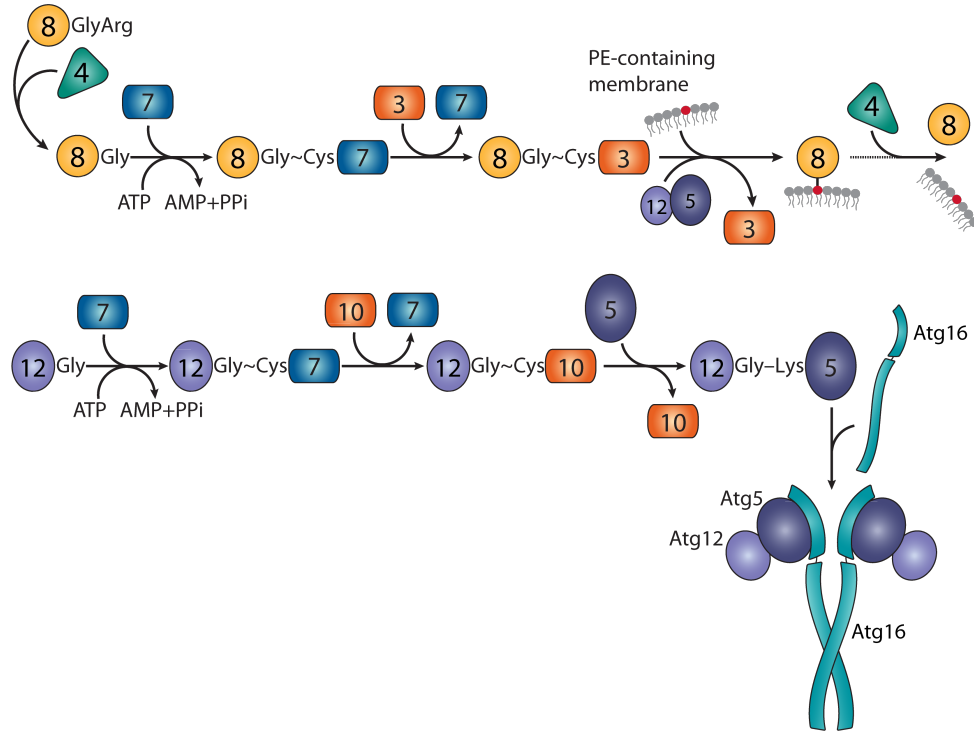 8 GlyArg
4
7
3
7
PE-containing
membrane
4
8
8 Gly
8 Gly~Cys 7
8 Gly~Cys 3
8
ATP
AMP+PPi
12
5
3
7
10
7
5
Atg16
12 Gly
12 Gly~Cys 7
12 Gly~Cys 10
12 Gly–Lys 5
ATP
AMP+PPi
10
Atg5
Atg12
Atg16